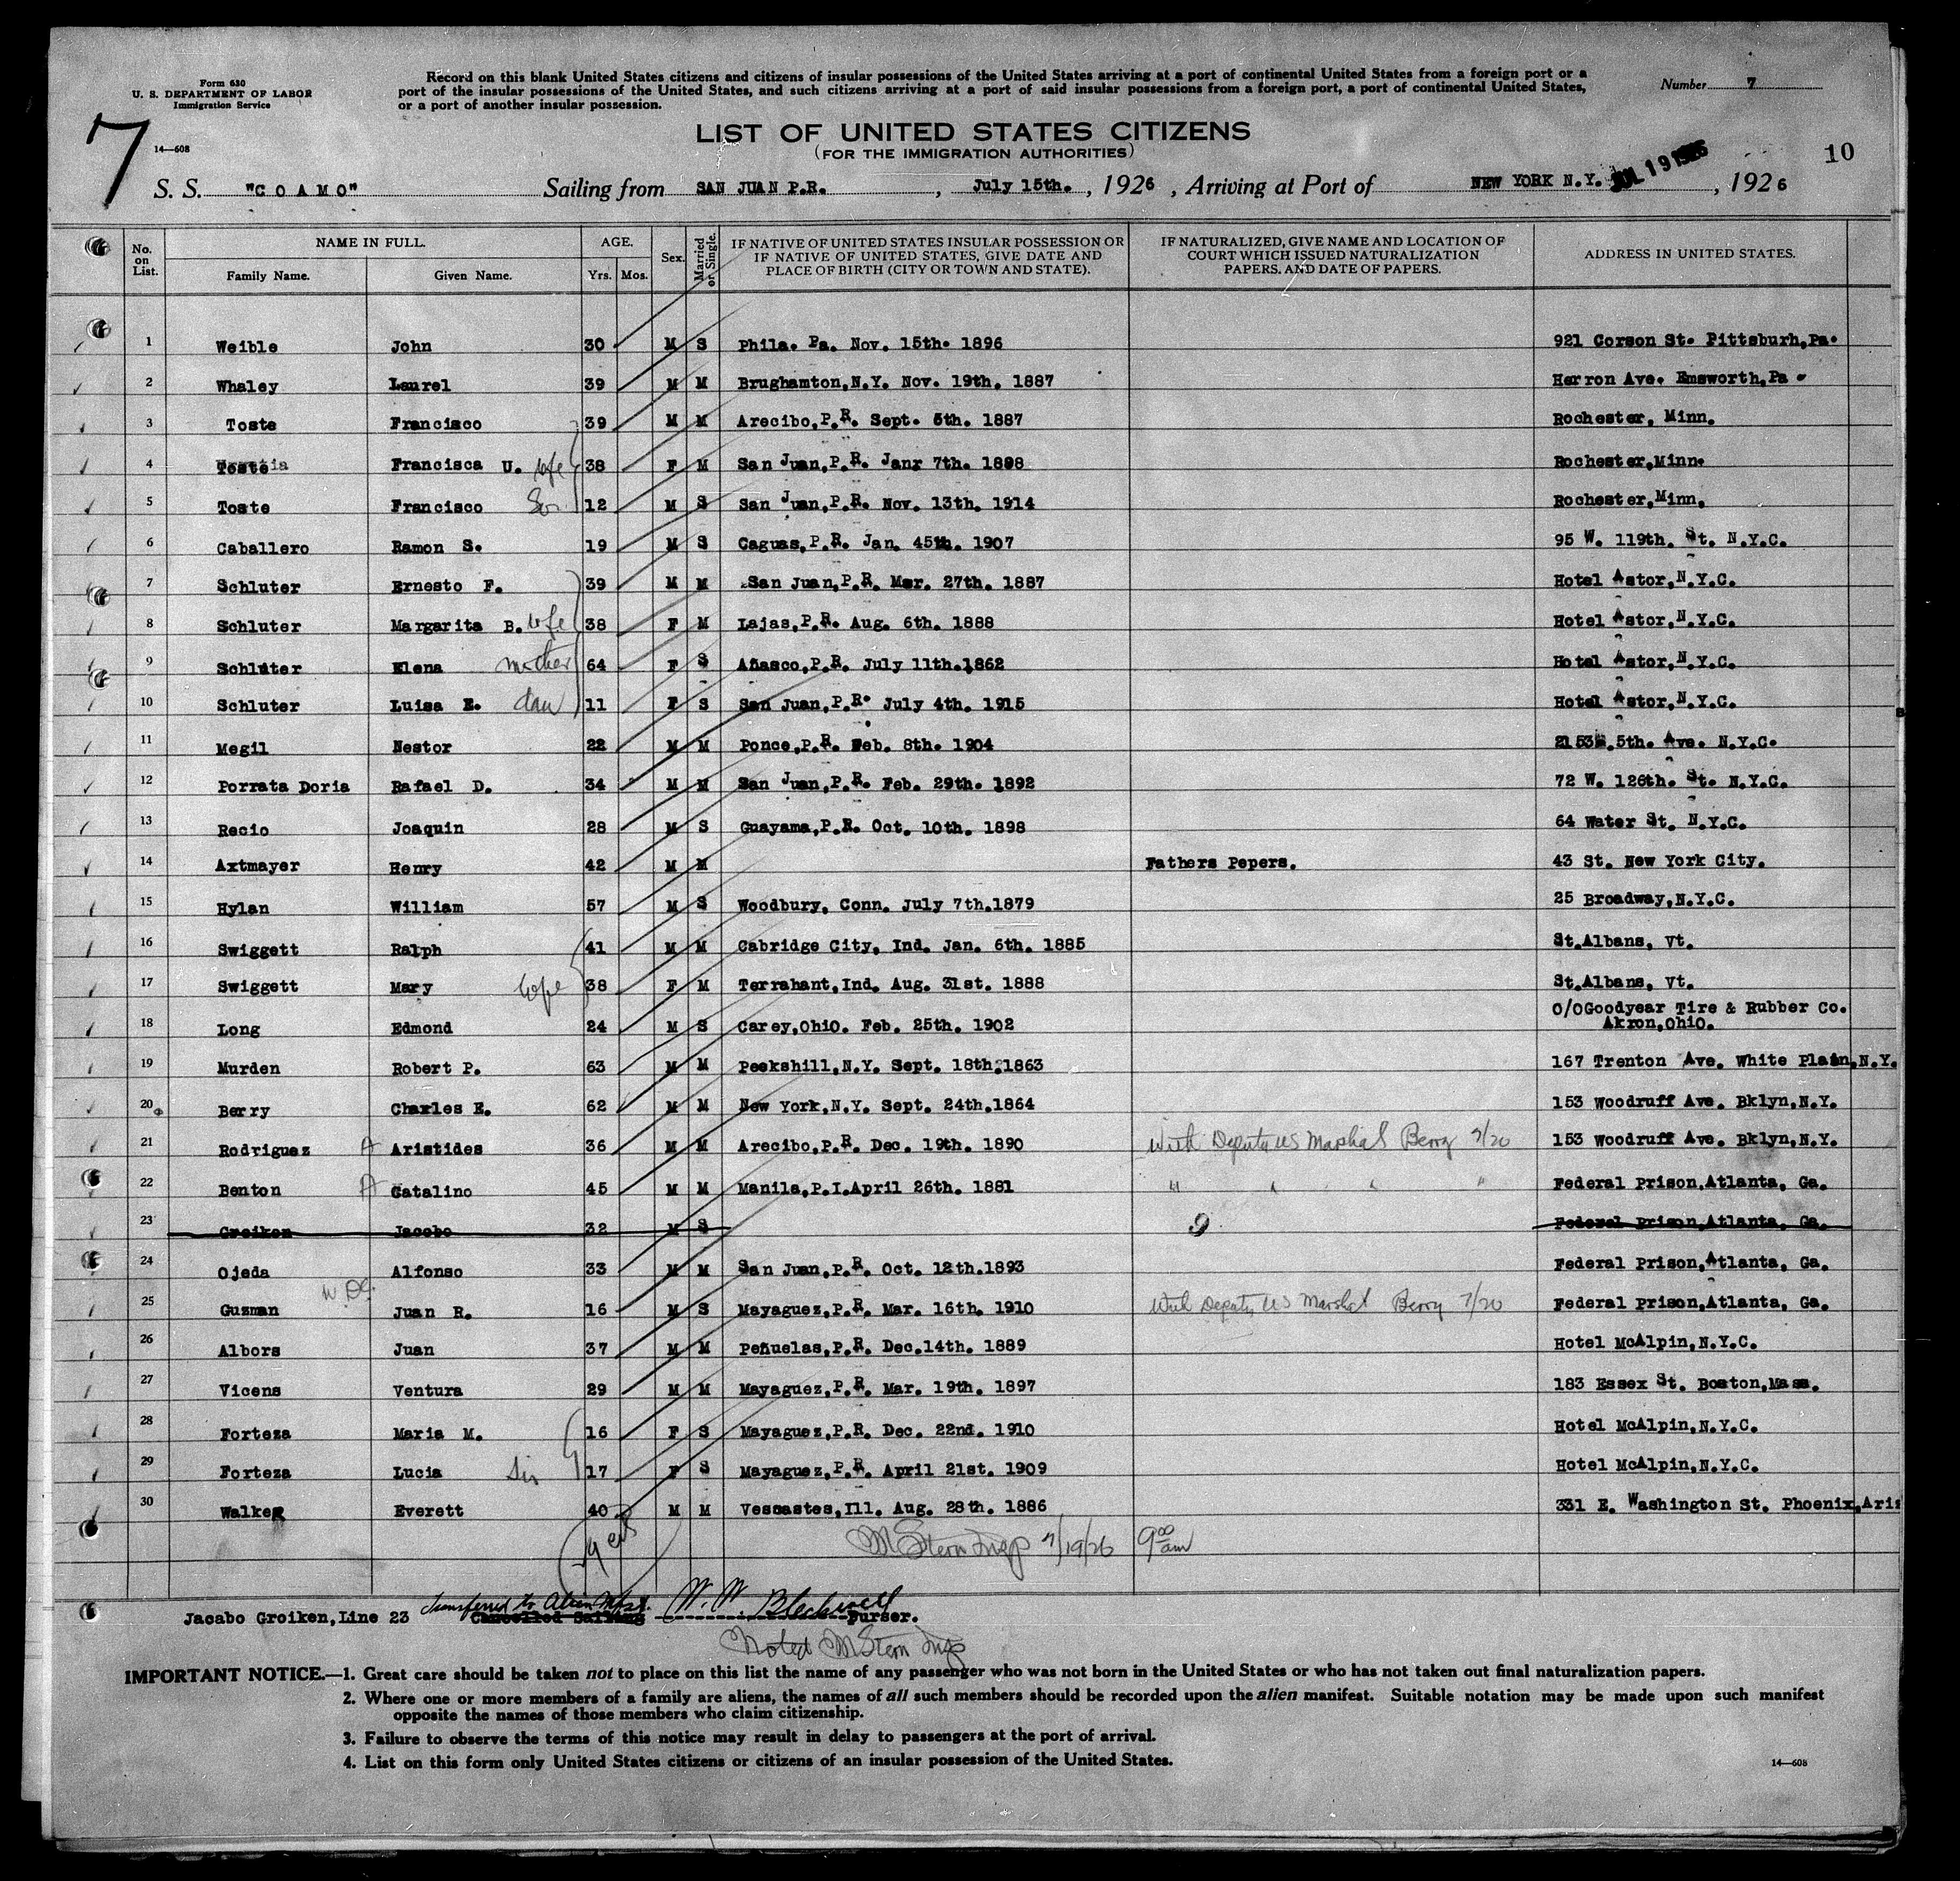 Form 630
U. S. DEPARTMENT OF LABOR
Immigration Service
14—608
7
Record on this blank United States citizens and citizens of insular possessions of the United States arriving at a port of continental United States from a foreign port or a
port of the insular possessions of the United States, and such citizens arriving at a port of said insular possessions from a foreign port, a port of continental United States,
or a port of another insular possession.
Number 7
LIST OF UNITED STATES CITIZENS
(FOR THE IMMIGRATION AUTHORITIES)
10
S. S. "COAMO" Sailing from SAN JUAN P.R. , July 15th. , 1926 , Arriving at Port of NEW YORK N.Y. JUL 19 1926 , 1926
No. on List. NAME IN FULL. Family Name. Given Name. AGE. Yrs. Mos. Sex. Married or Single. IF NATIVE OF UNITED STATES INSULAR POSSESSION OR IF NATIVE OF UNITED STATES, GIVE DATE AND PLACE OF BIRTH (CITY OR TOWN AND STATE). IF NATURALIZED, GIVE NAME AND LOCATION OF COURT WHICH ISSUED NATURALIZATION PAPERS, AND DATE OF PAPERS. ADDRESS IN UNITED STATES.
1 Weible John 30 M S Phila. Pa. Nov. 15th. 1896 921 Corson St. Pittsburh,Pa.
2 Whaley Laurel 39 M M Brughamton,N.Y. Nov. 19th. 1887 Herron Ave. Emsworth,Pa.
3 Toste Francisco 39 M M Arecibo,P.R. Sept. 5th. 1887 Rochester, Minn.
4 Toste Francisca U. wfe 38 F M San Juan,P.R. Janr 7th. 1898 Rochester,Minn.
5 Toste Francisco Son 12 M S San Juan,P.R. Nov. 13th. 1914 Rochester,Minn.
6 Caballero Ramon S. 19 M S Caguas,P.R. Jan. 45th. 1907 95 W. 119th. St. N.Y.C.
7 Schluter Ernesto F. 39 M M San Juan,P.R. Mar. 27th. 1887 Hotel Astor,N.Y.C.
8 Schluter Margarita B. wfe 38 F M Lajas,P.R. Aug. 6th. 1888 Hotel Astor,N.Y.C.
9 Schluter Elena mother 64 F S Añasco,P.R. July 11th.1862 Hotel Astor,N.Y.C.
10 Schluter Luisa E. dau 11 F S San Juan,P.R. July 4th. 1915 Hotel Astor,N.Y.C.
11 Megil Nestor 22 M M Ponce,P.R. Feb. 8th. 1904 2153 5th. Ave. N.Y.C.
12 Porrata Doria Rafael D. 34 M M San Juan,P.R. Feb. 29th. 1892 72 W. 126th. St. N.Y.C.
13 Recio Joaquin 28 M S Guayama,P.R. Oct. 10th. 1898 64 Water St. N.Y.C.
14 Axtmayer Henry 42 M M Fathers Pepers. 43 St. New York City.
15 Hylan William 57 M S Woodbury, Conn. July 7th.1879 25 Broadway,N.Y.C.
16 Swiggett Ralph 41 M M Cabridge City, Ind. Jan. 6th. 1885 St.Albans, Vt.
17 Swiggett Mary wife 38 F M Terrahant,Ind. Aug. 31st. 1888 St.Albans, Vt.
18 Long Edmond 24 M S Carey,Ohio. Feb. 25th. 1902 C/OGoodyear Tire & Rubber Co. Akron,Ohio.
19 Murden Robert P. 63 M M Peekshill,N.Y. Sept. 18th.1863 167 Trenton Ave. White Plain,N.Y.
20 Berry Charles E. 62 M M New York,N.Y. Sept. 24th.1864 153 Woodruff Ave. Bklyn,N.Y.
21 Rodriguez A Aristides 36 M M Arecibo,P.R. Dec. 19th. 1890 With Deputy US Marshal Berry 7/20 153 Woodruff Ave. Bklyn,N.Y.
22 Benton A Catalino 45 M M Manila,P.I.April 26th. 1881 " " " " Federal Prison,Atlanta, Ga.
23 Groiken Jacobo 32 M S 9 Federal Prison,Atlanta, Ga.
24 Ojeda Alfonso 33 M M San Juan,P.R. Oct. 12th.1893 Federal Prison,Atlanta, Ga.
25 Guzman Juan R. 16 M S Mayaguez,P.R. Mar. 16th. 1910 With Deputy US Marshal Berry 7/20 Federal Prison,Atlanta, Ga.
26 Albors Juan 37 M M Peñuelas,P.R. Dec.14th. 1889 Hotel McAlpin,N.Y.C.
27 Vicens Ventura 29 M M Mayaguez,P.R. Mar. 19th. 1897 183 Essex St. Boston,Mass.
28 Forteza Maria M. 16 F S Mayaguez,P.R. Dec. 22nd. 1910 Hotel McAlpin,N.Y.C.
29 Forteza Lucia Sis 17 F S Mayaguez,P.R. April 21st. 1909 Hotel McAlpin,N.Y.C.
30 Walker Everett 40 M M Vescastes,Ill. Aug. 28th. 1886 331 E. Washington St. Phoenix,Aris
M Stern Insp 7/19/26 9 00 am
Jacabo Groiken,Line 23 transferred to Alien Cancelled Sailing W. W. Blackwell Purser.
Noted M Stern Insp
IMPORTANT NOTICE.—1. Great care should be taken not to place on this list the name of any passenger who was not born in the United States or who has not taken out final naturalization papers.
2. Where one or more members of a family are aliens, the names of all such members should be recorded upon the alien manifest. Suitable notation may be made upon such manifest
opposite the names of those members who claim citizenship.
3. Failure to observe the terms of this notice may result in delay to passengers at the port of arrival.
4. List on this form only United States citizens or citizens of an insular possession of the United States.
14—608